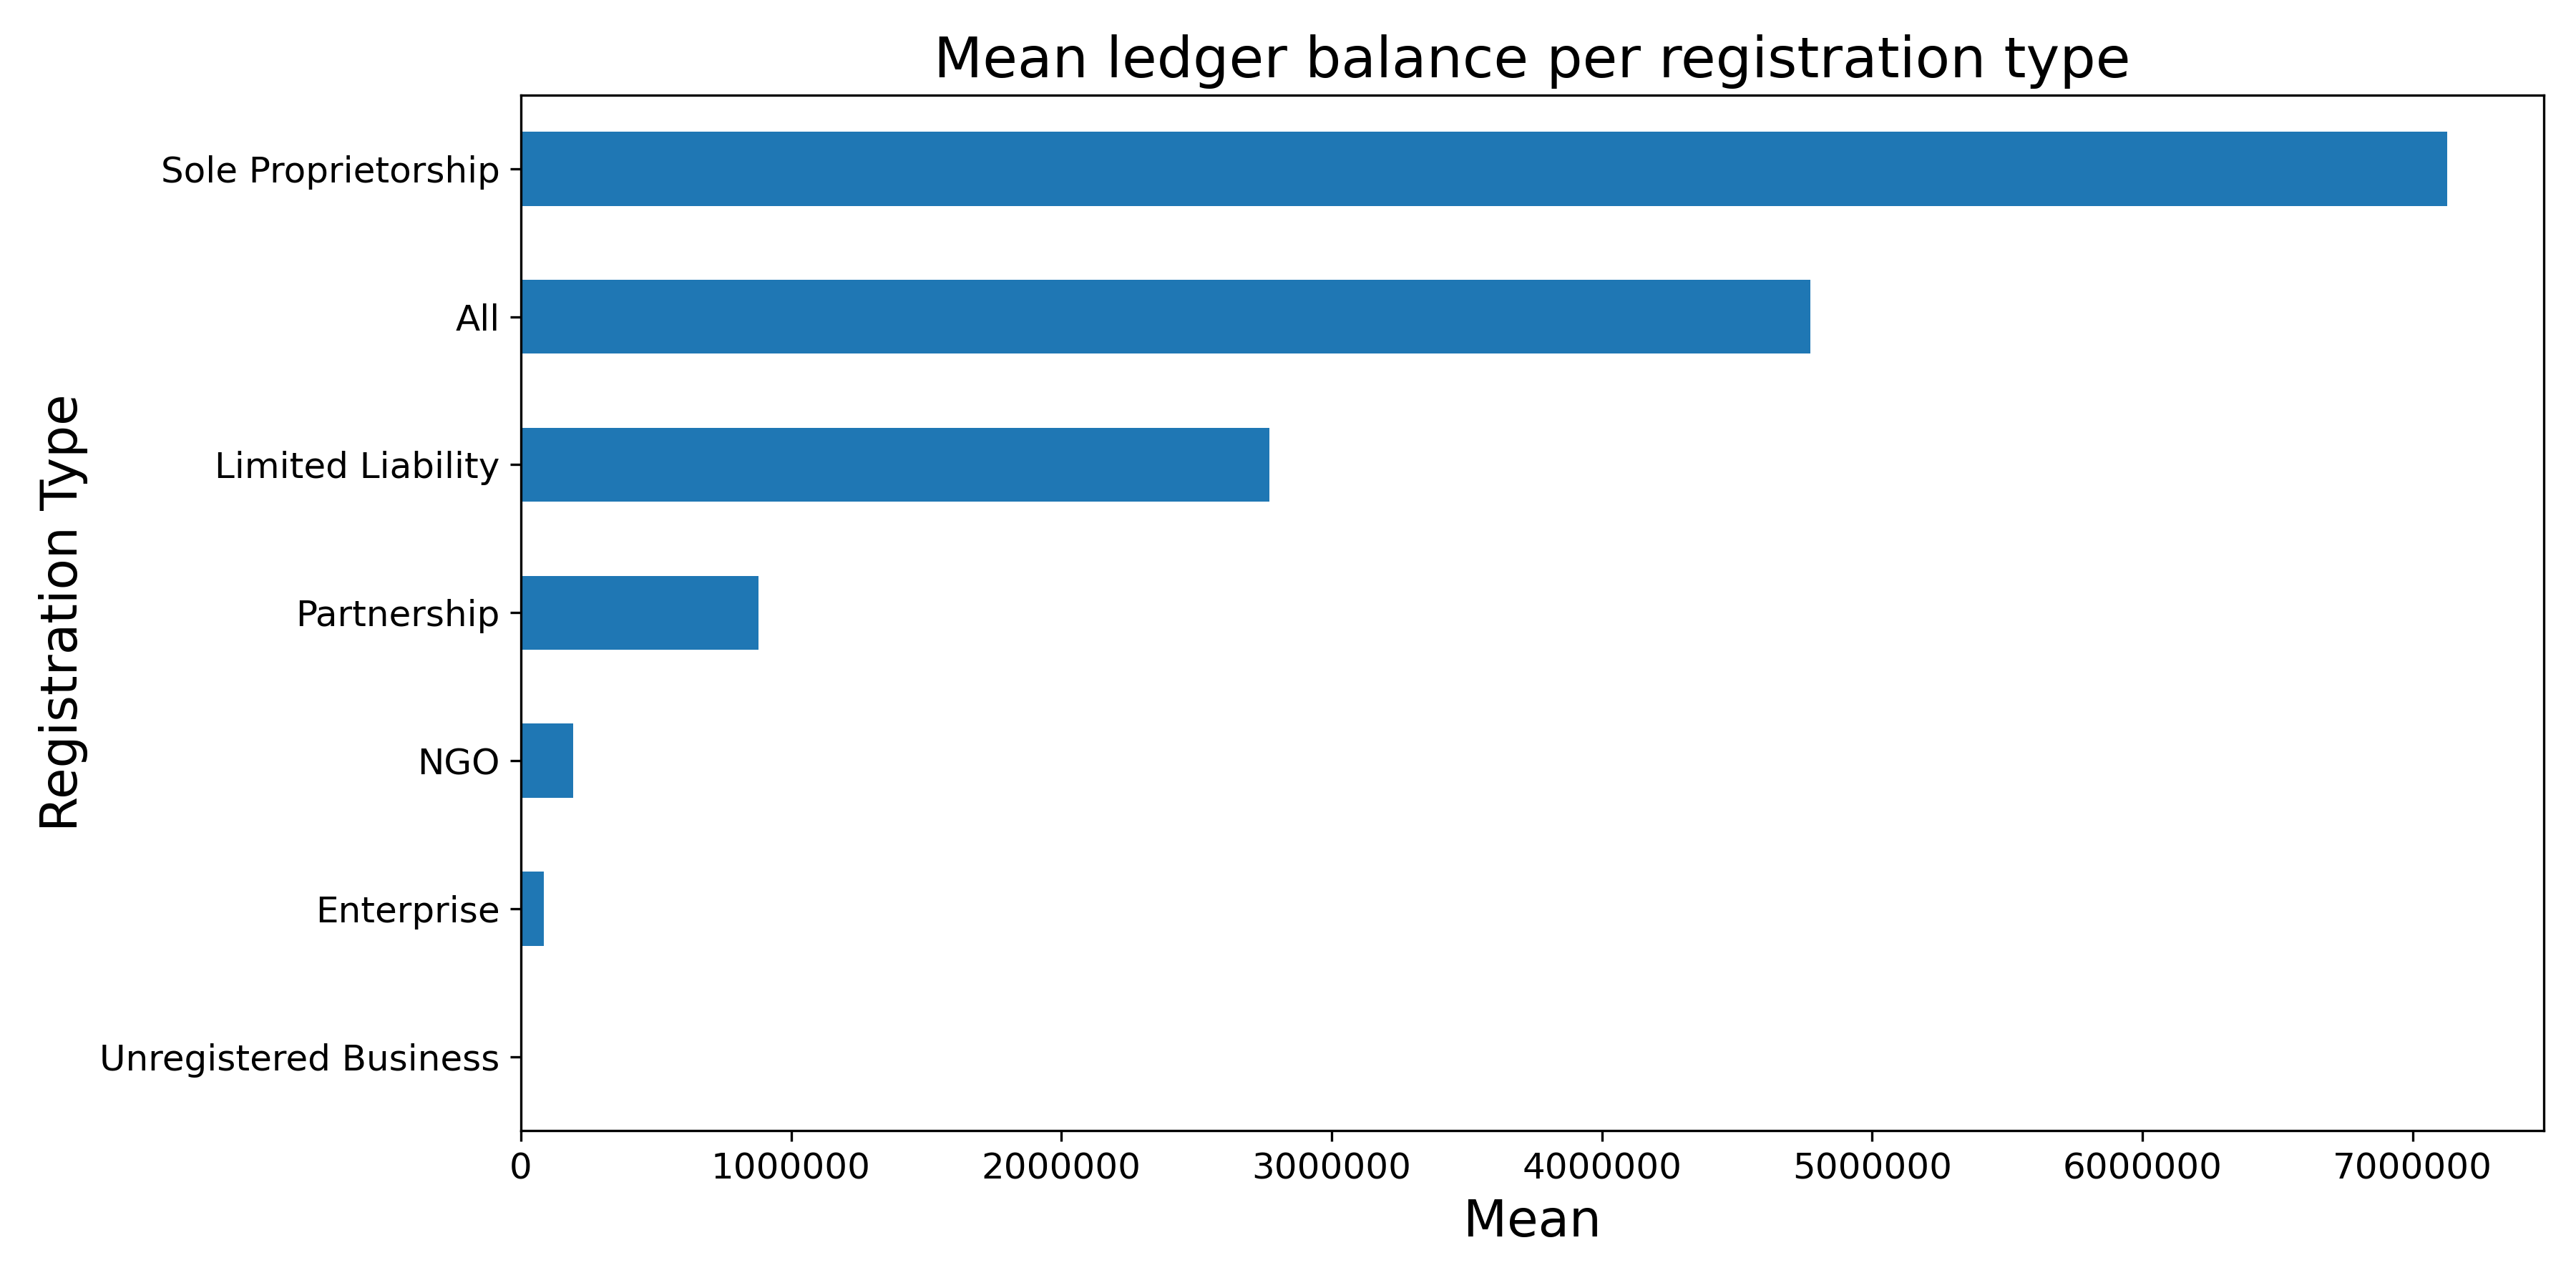 Mean ledger balance per registration type
Registration Type
Sole Proprietorship
All
Limited Liability
Partnership
NGO
Enterprise
Unregistered Business
0 1000000 2000000 3000000 4000000 5000000 6000000 7000000
Mean